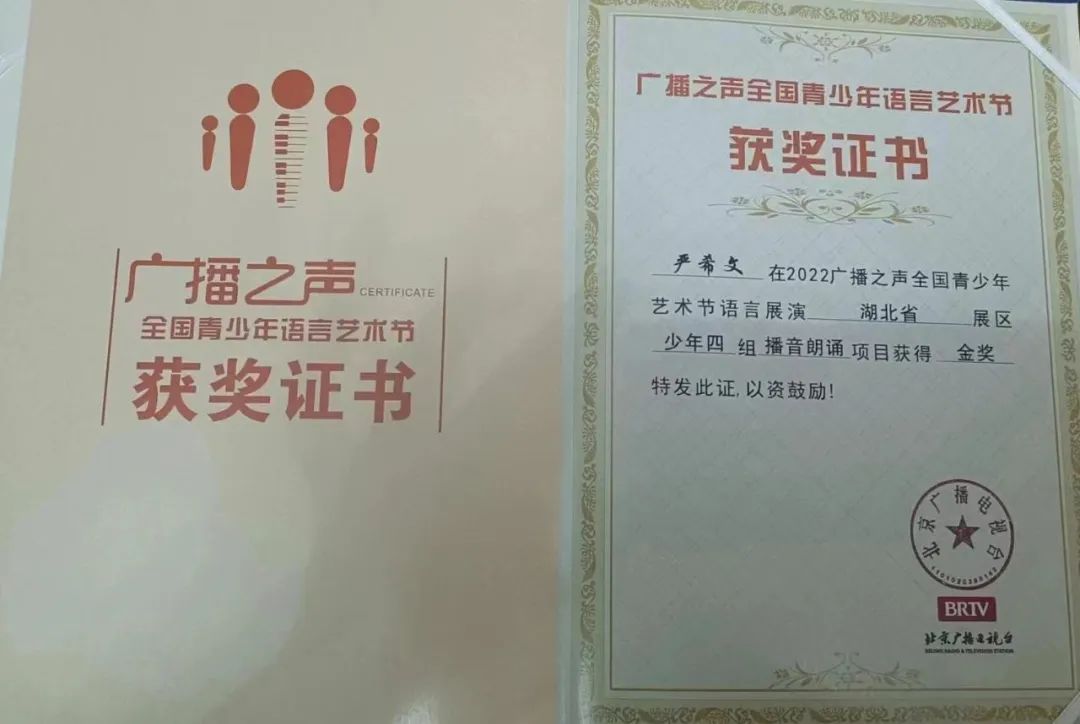 广播之声 CERTIFICATE
全国青少年语言艺术节
获奖证书
广播之声全国青少年语言艺术节
获奖证书
严希文 在2022广播之声全国青少年
艺术节语言展演 湖北省 展区
少年四 组 播音朗诵 项目获得 金奖
特发此证,以资鼓励!
北京广播电视台
BRTV
北京广播电视台
BEIJING RADIO & TELEVISION STATION